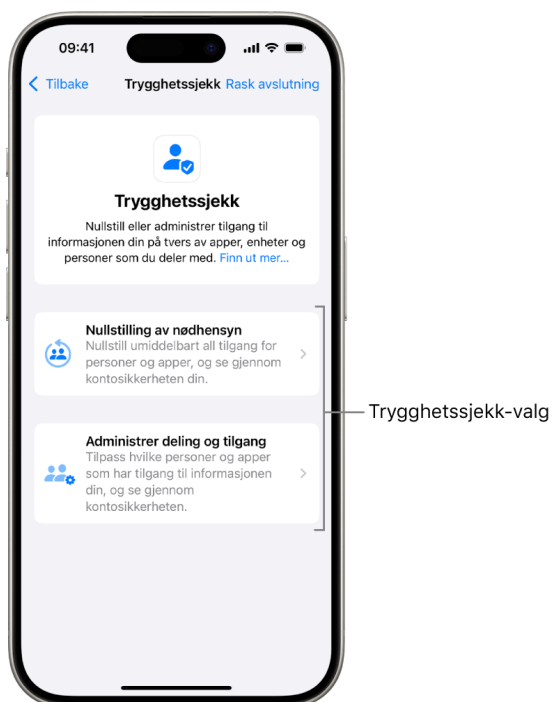 09:41
Tilbake Trygghetssjekk Rask avslutning
Trygghetssjekk
Nullstill eller administrer tilgang til
informasjonen din på tvers av apper, enheter og
personer som du deler med. Finn ut mer...
Nullstilling av nødhensyn
Nullstill umiddelbart all tilgang for
personer og apper, og se gjennom
kontosikkerheten din.
Trygghetssjekk-valg
Administrer deling og tilgang
Tilpass hvilke personer og apper
som har tilgang til informasjonen
din, og se gjennom
kontosikkerheten.